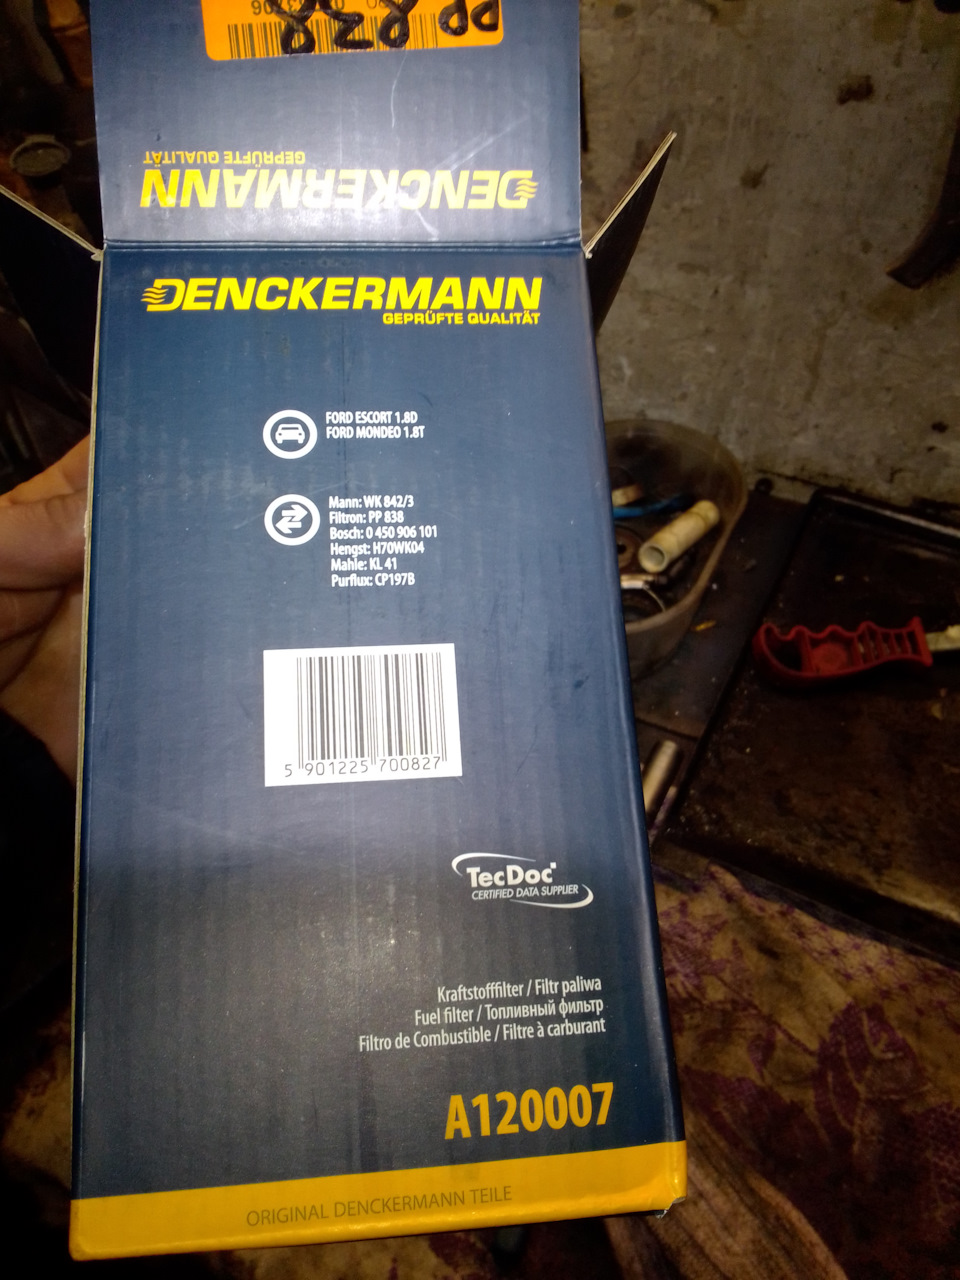 PP 838
DENCKERMANN
GEPRÜFTE QUALITÄT
DENCKERMANN
GEPRÜFTE QUALITÄT
FORD ESCORT 1.8D
FORD MONDEO 1.8T
Mann: WK 842/3
Filtron: PP 838
Bosch: 0 450 906 101
Hengst: H70WK04
Mahle: KL 41
Purflux: CP197B
5 901225 700827
TecDoc
CERTIFIED DATA SUPPLIER
Kraftstofffilter / Filtr paliwa
Fuel filter / Топливный фильтр
Filtro de Combustible / Filtre à carburant
A120007
ORIGINAL DENCKERMANN TEILE